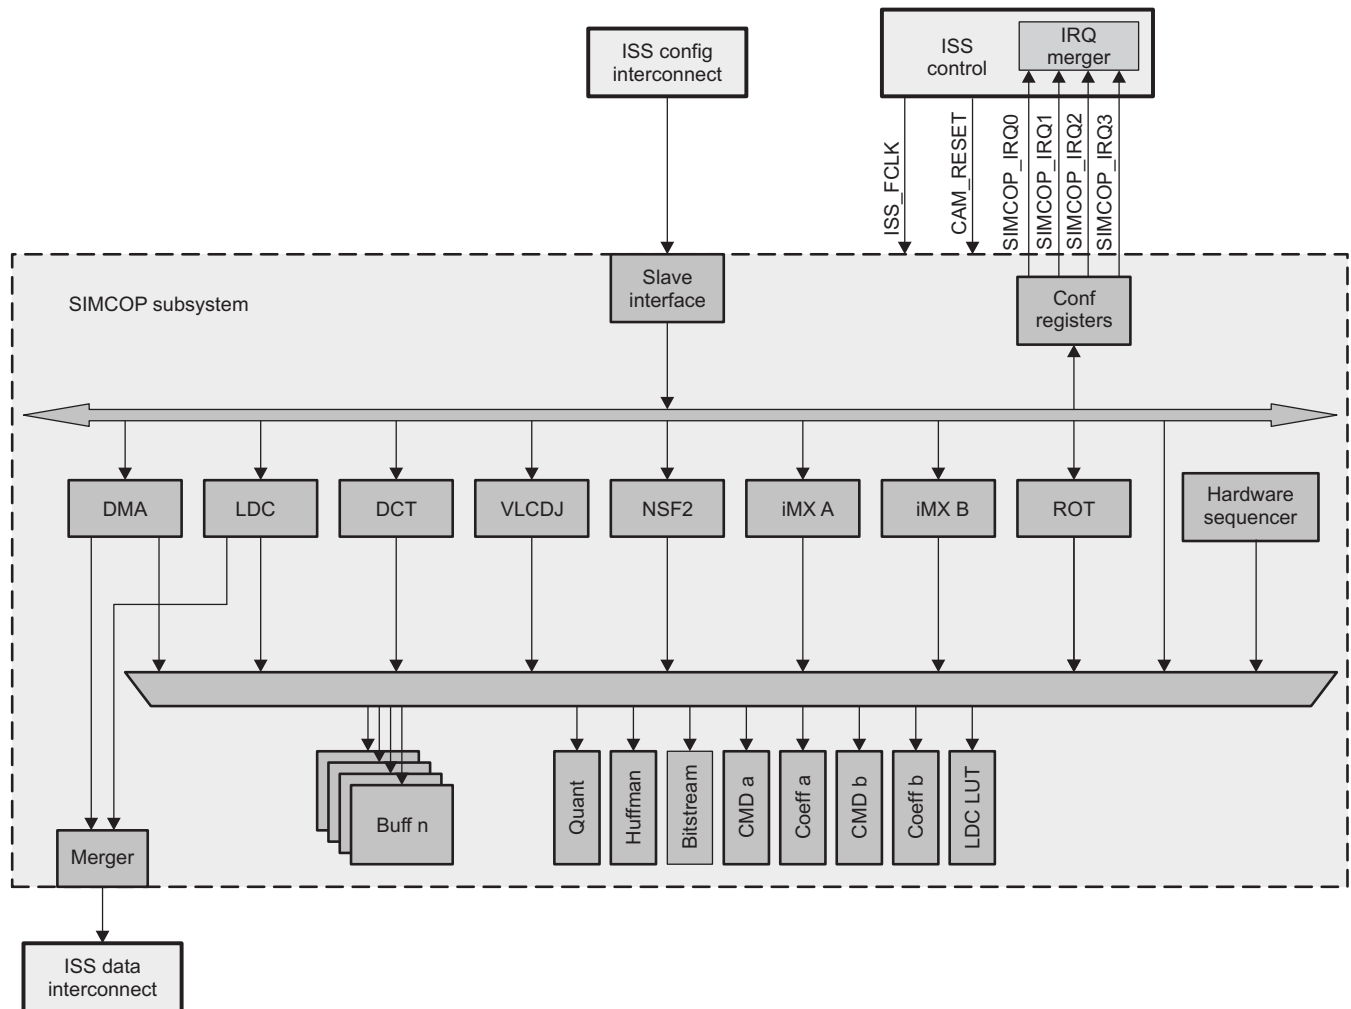 ISS config
interconnect
ISS
control
IRQ
merger
ISS_FCLK
CAM_RESET
SIMCOP_IRQ0
SIMCOP_IRQ1
SIMCOP_IRQ2
SIMCOP_IRQ3
SIMCOP subsystem
Slave
interface
Conf
registers
DMA
LDC
DCT
VLCDJ
NSF2
iMX A
iMX B
ROT
Hardware
sequencer
Buff n
Quant
Huffman
Bitstream
CMD a
Coeff a
CMD b
Coeff b
LDC LUT
Merger
ISS data
interconnect